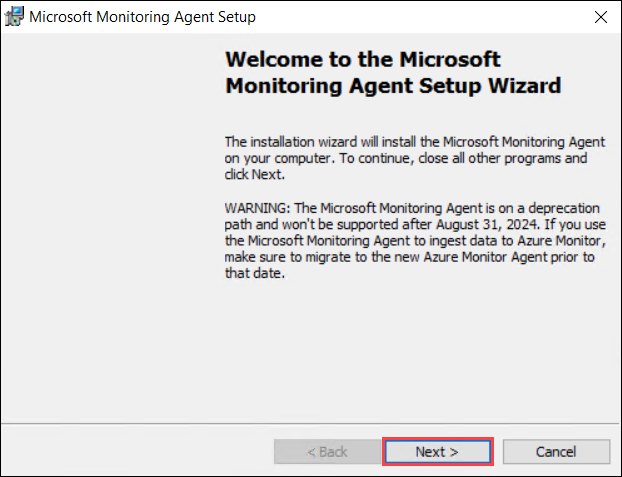 Microsoft Monitoring Agent Setup
Welcome to the Microsoft
Monitoring Agent Setup Wizard
The installation wizard will install the Microsoft Monitoring Agent
on your computer. To continue, close all other programs and
click Next.
WARNING: The Microsoft Monitoring Agent is on a deprecation
path and won't be supported after August 31, 2024. If you use
the Microsoft Monitoring Agent to ingest data to Azure Monitor,
make sure to migrate to the new Azure Monitor Agent prior to
that date.
< Back Next > Cancel